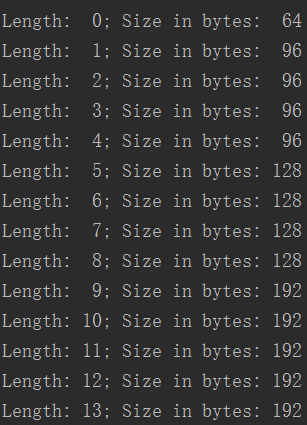 Length:  0; Size in bytes:  64
Length:  1; Size in bytes:  96
Length:  2; Size in bytes:  96
Length:  3; Size in bytes:  96
Length:  4; Size in bytes:  96
Length:  5; Size in bytes: 128
Length:  6; Size in bytes: 128
Length:  7; Size in bytes: 128
Length:  8; Size in bytes: 128
Length:  9; Size in bytes: 192
Length: 10; Size in bytes: 192
Length: 11; Size in bytes: 192
Length: 12; Size in bytes: 192
Length: 13; Size in bytes: 192